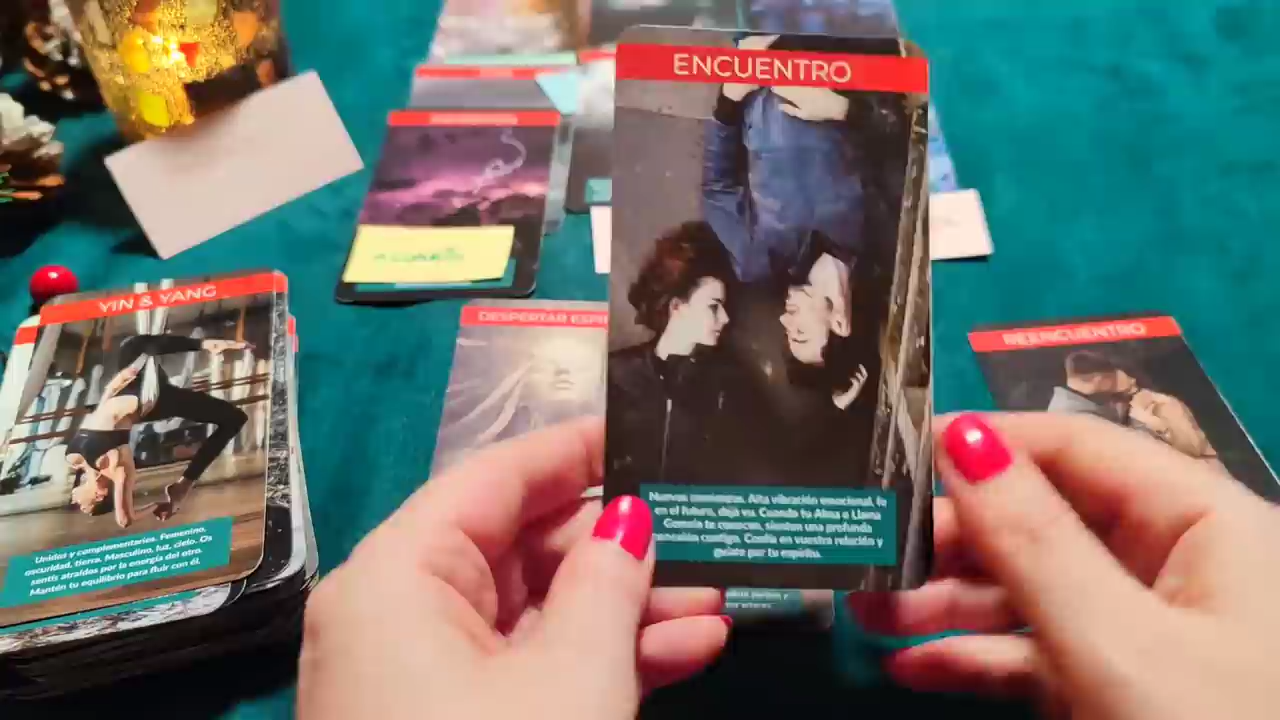 ENCUENTRO
Nuevos comienzos. Alta vibración emocional, fe
en el futuro, dejà vu. Cuando tu Alma o Llama
Gemela te conocen, sienten una profunda
conexión contigo. Confía en vuestra relación y
guíate por tu espíritu.
YIN & YANG
Unidos y complementarios. Femenino,
oscuridad, tierra. Masculino, luz, cielo. Os
sentís atraídos por la energía del otro.
Mantén tu equilibrio para fluir con él.
DESPERTAR ESPI
REENCUENTRO